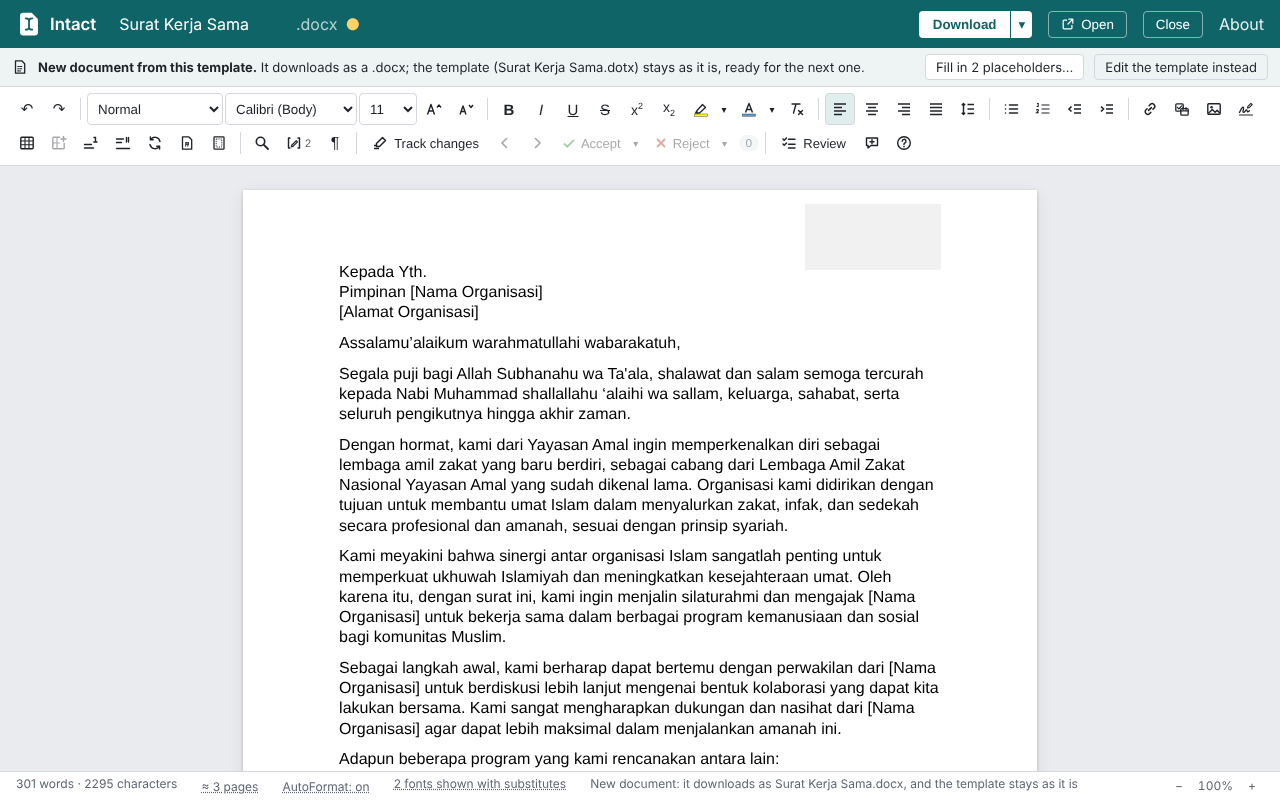 Intact Surat Kerja Sama .docx Download ▾ Open Close About
New document from this template. It downloads as a .docx; the template (Surat Kerja Sama.dotx) stays as it is, ready for the next one. Fill in 2 placeholders... Edit the template instead
Normal Calibri (Body) 11 A A B I U S x2 x2 A Tx
2 ¶ Track changes Accept ▾ Reject ▾ 0 Review
Kepada Yth.
Pimpinan [Nama Organisasi]
[Alamat Organisasi]
Assalamu’alaikum warahmatullahi wabarakatuh,
Segala puji bagi Allah Subhanahu wa Ta'ala, shalawat dan salam semoga tercurah
kepada Nabi Muhammad shallallahu ‘alaihi wa sallam, keluarga, sahabat, serta
seluruh pengikutnya hingga akhir zaman.
Dengan hormat, kami dari Yayasan Amal ingin memperkenalkan diri sebagai
lembaga amil zakat yang baru berdiri, sebagai cabang dari Lembaga Amil Zakat
Nasional Yayasan Amal yang sudah dikenal lama. Organisasi kami didirikan dengan
tujuan untuk membantu umat Islam dalam menyalurkan zakat, infak, dan sedekah
secara profesional dan amanah, sesuai dengan prinsip syariah.
Kami meyakini bahwa sinergi antar organisasi Islam sangatlah penting untuk
memperkuat ukhuwah Islamiyah dan meningkatkan kesejahteraan umat. Oleh
karena itu, dengan surat ini, kami ingin menjalin silaturahmi dan mengajak [Nama
Organisasi] untuk bekerja sama dalam berbagai program kemanusiaan dan sosial
bagi komunitas Muslim.
Sebagai langkah awal, kami berharap dapat bertemu dengan perwakilan dari [Nama
Organisasi] untuk berdiskusi lebih lanjut mengenai bentuk kolaborasi yang dapat kita
lakukan bersama. Kami sangat mengharapkan dukungan dan nasihat dari [Nama
Organisasi] agar dapat lebih maksimal dalam menjalankan amanah ini.
Adapun beberapa program yang kami rencanakan antara lain:
301 words · 2295 characters ≈ 3 pages AutoFormat: on 2 fonts shown with substitutes New document: it downloads as Surat Kerja Sama.docx, and the template stays as it is − 100% +